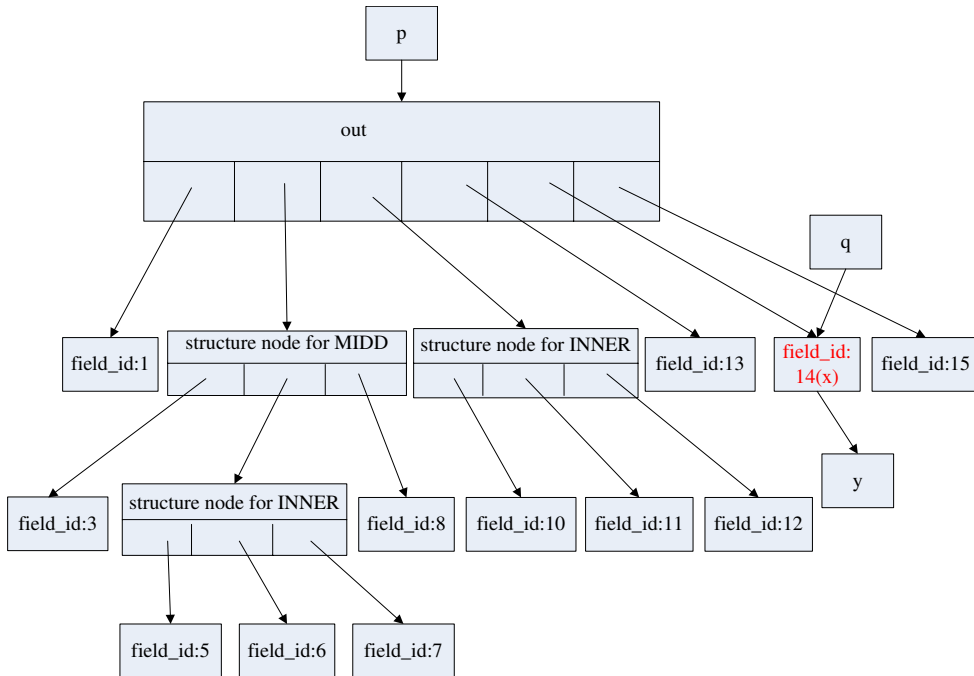 p
out
q
field_id:1
structure node for MIDD
structure node for INNER
field_id:13
field_id:
14(x)
field_id:15
field_id:3
structure node for INNER
field_id:8
field_id:10
field_id:11
field_id:12
y
field_id:5
field_id:6
field_id:7